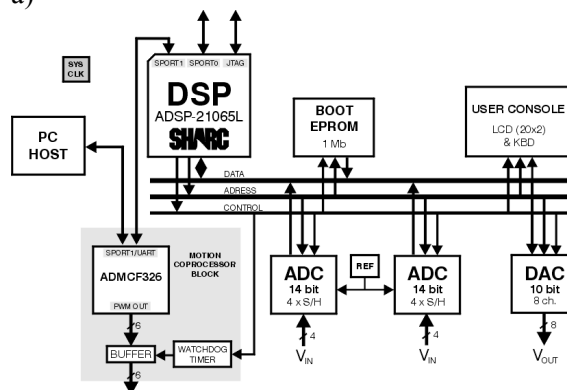 a)
SYS
CLK
SPORT1 SPORT0 JTAG
DSP
ADSP-21065L
SHARC
PC
HOST
BOOT
EPROM
1 Mb
USER CONSOLE
LCD (20x2)
& KBD
DATA
ADRESS
CONTROL
SPORT1/UART
ADMCF326
PWM OUT
MOTION
COPROCESSOR
BLOCK
6
BUFFER
WATCHDOG
TIMER
6
ADC
14 bit
4 x S/H
4
VIN
REF
ADC
14 bit
4 x S/H
4
VIN
DAC
10 bit
8 ch.
8
VOUT